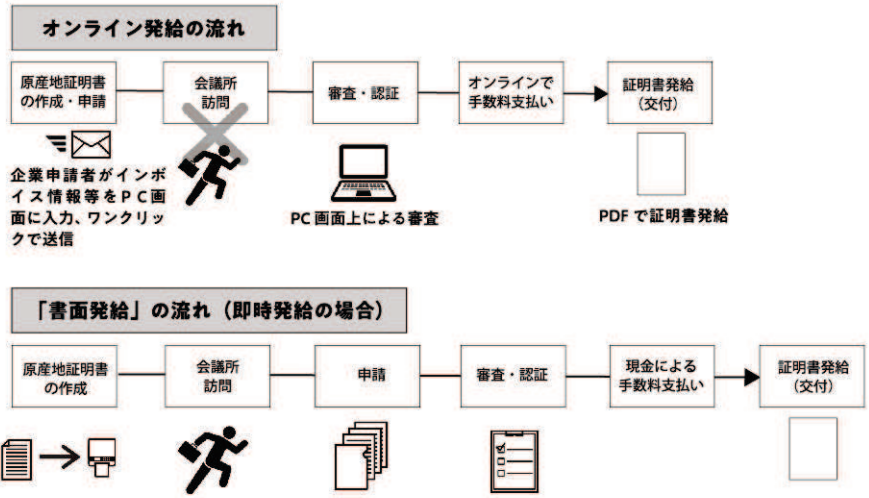 オンライン発給の流れ
原産地証明書
の作成・申請
会議所
訪問
審査・認証
オンラインで
手数料支払い
証明書発給
（交付）
企業申請者がインボ
イス情報等をPC画
面に入力、ワンクリッ
クで送信
PC画面上による審査
PDFで証明書発給
「書面発給」の流れ（即時発給の場合）
原産地証明書
の作成
会議所
訪問
申請
審査・認証
現金による
手数料支払い
証明書発給
（交付）